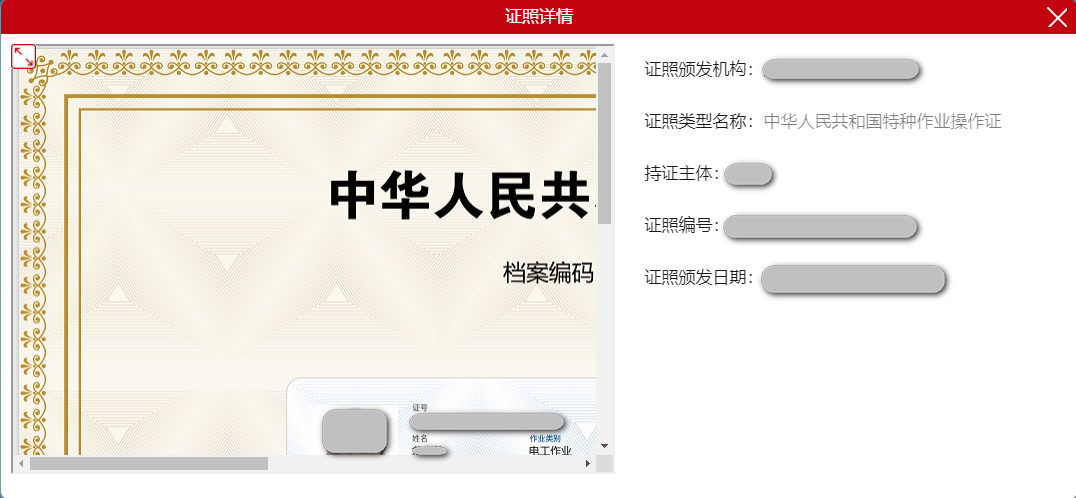 证照详情
中华人民共
档案编码
证号
姓名
作业类别
电工作业
证照颁发机构：
证照类型名称：中华人民共和国特种作业操作证
持证主体：
证照编号：
证照颁发日期：